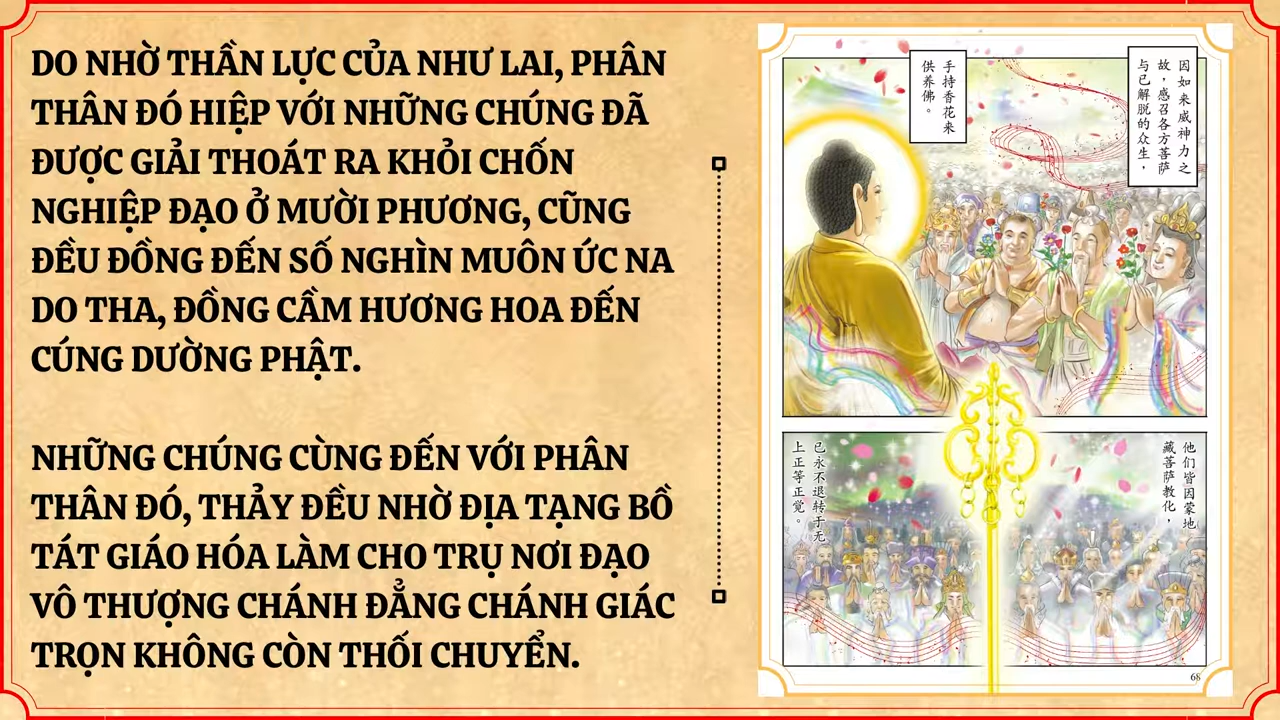 DO NHỜ THẦN LỰC CỦA NHƯ LAI, PHÂN
THÂN ĐÓ HIỆP VỚI NHỮNG CHÚNG ĐÃ
ĐƯỢC GIẢI THOÁT RA KHỎI CHỐN
NGHIỆP ĐẠO Ở MƯỜI PHƯƠNG, CŨNG
ĐỀU ĐỒNG ĐẾN SỐ NGHÌN MUÔN ỨC NA
DO THA, ĐỒNG CẦM HƯƠNG HOA ĐẾN
CÚNG DƯỜNG PHẬT.
NHỮNG CHÚNG CÙNG ĐẾN VỚI PHÂN
THÂN ĐÓ, THẢY ĐỀU NHỜ ĐỊA TẠNG BỒ
TÁT GIÁO HÓA LÀM CHO TRỤ NƠI ĐẠO
VÔ THƯỢNG CHÁNH ĐẲNG CHÁNH GIÁC
TRỌN KHÔNG CÒN THỐI CHUYỂN.
因如来威神力之
故，感召各方菩萨
与已解脱的众生，
手持香花来
供养佛。
他们皆因蒙地
藏菩萨教化，
已永不退转于无
上正等正觉。
68